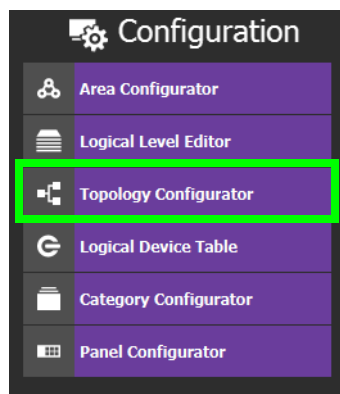 Configuration
Area Configurator
Logical Level Editor
Topology Configurator
Logical Device Table
Category Configurator
Panel Configurator